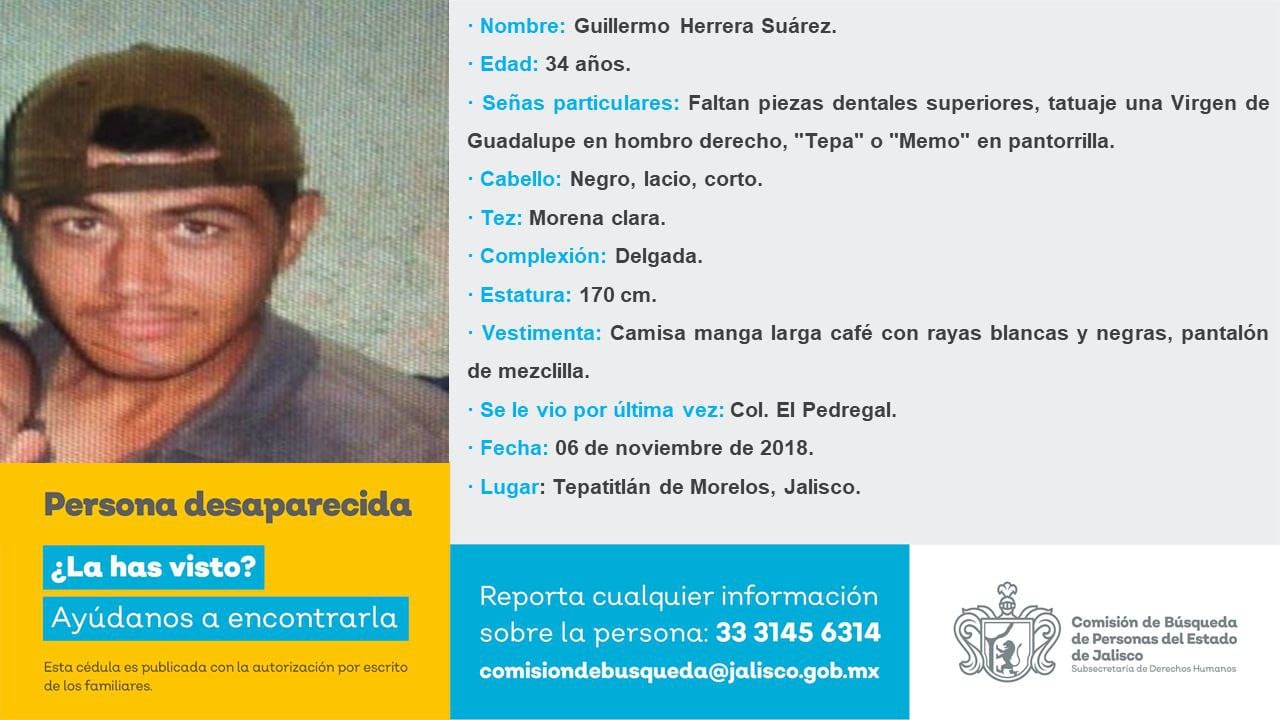 · Nombre: Guillermo Herrera Suárez.
· Edad: 34 años.
· Señas particulares: Faltan piezas dentales superiores, tatuaje una Virgen de
Guadalupe en hombro derecho, "Tepa" o "Memo" en pantorrilla.
· Cabello: Negro, lacio, corto.
· Tez: Morena clara.
· Complexión: Delgada.
· Estatura: 170 cm.
· Vestimenta: Camisa manga larga café con rayas blancas y negras, pantalón
de mezclilla.
· Se le vio por última vez: Col. El Pedregal.
· Fecha: 06 de noviembre de 2018.
· Lugar: Tepatitlán de Morelos, Jalisco.
Persona desaparecida
¿La has visto?
Ayúdanos a encontrarla
Esta cédula es publicada con la autorización por escrito
de los familiares.
Reporta cualquier información
sobre la persona: 33 3145 6314
comisiondebusqueda@jalisco.gob.mx
Comisión de Búsqueda
de Personas del Estado
de Jalisco
Subsecretaría de Derechos Humanos